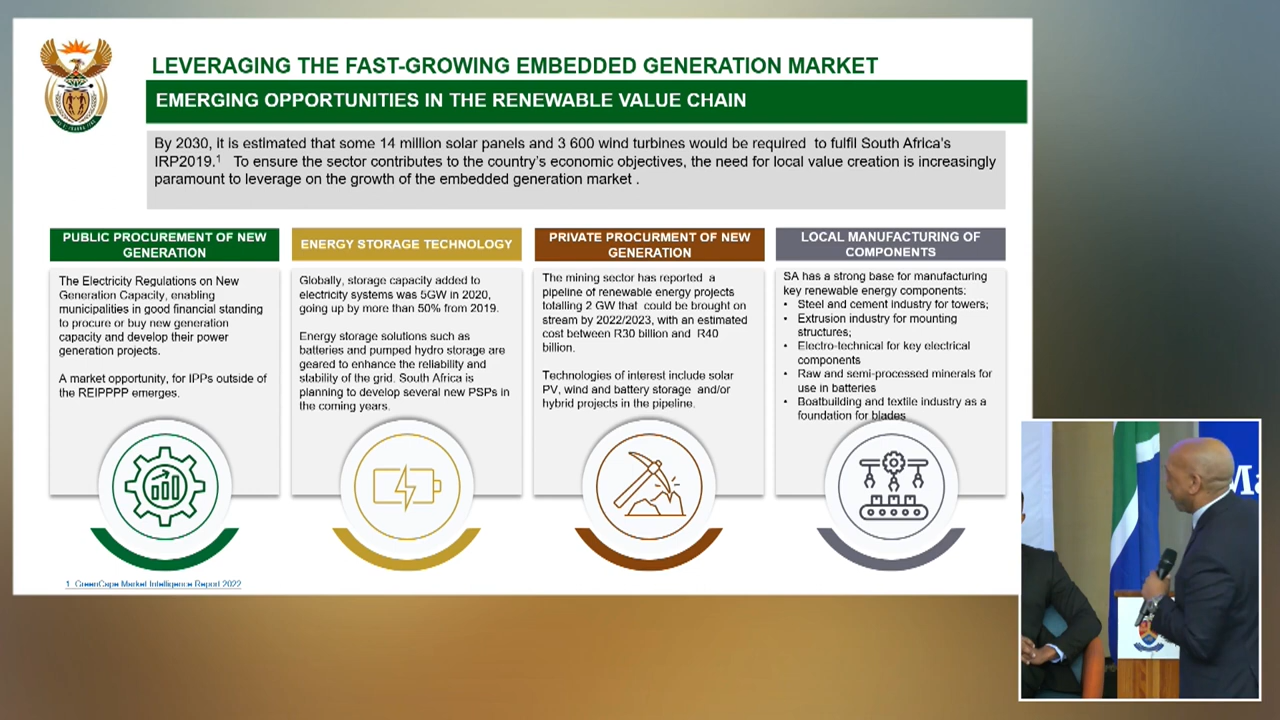 LEVERAGING THE FAST-GROWING EMBEDDED GENERATION MARKET
EMERGING OPPORTUNITIES IN THE RENEWABLE VALUE CHAIN
By 2030, it is estimated that some 14 million solar panels and 3 600 wind turbines would be required to fulfil South Africa's
IRP2019.¹ To ensure the sector contributes to the country's economic objectives, the need for local value creation is increasingly
paramount to leverage on the growth of the embedded generation market .
PUBLIC PROCUREMENT OF NEW
GENERATION
The Electricity Regulations on New
Generation Capacity, enabling
municipalities in good financial standing
to procure or buy new generation
capacity and develop their power
generation projects.
A market opportunity, for IPPs outside of
the REIPPPP emerges.
ENERGY STORAGE TECHNOLOGY
Globally, storage capacity added to
electricity systems was 5GW in 2020,
going up by more than 50% from 2019.
Energy storage solutions such as
batteries and pumped hydro storage are
geared to enhance the reliability and
stability of the grid. South Africa is
planning to develop several new PSPs in
the coming years.
PRIVATE PROCURMENT OF NEW
GENERATION
The mining sector has reported a
pipeline of renewable energy projects
totalling 2 GW that could be brought on
stream by 2022/2023, with an estimated
cost between R30 billion and R40
billion.
Technologies of interest include solar
PV, wind and battery storage and/or
hybrid projects in the pipeline.
LOCAL MANUFACTURING OF
COMPONENTS
SA has a strong base for manufacturing
key renewable energy components:
• Steel and cement industry for towers;
• Extrusion industry for mounting
structures;
• Electro-technical for key electrical
components
• Raw and semi-processed minerals for
use in batteries
• Boatbuilding and textile industry as a
foundation for blades
1. GreenCape Market Intelligence Report 2022
Ma